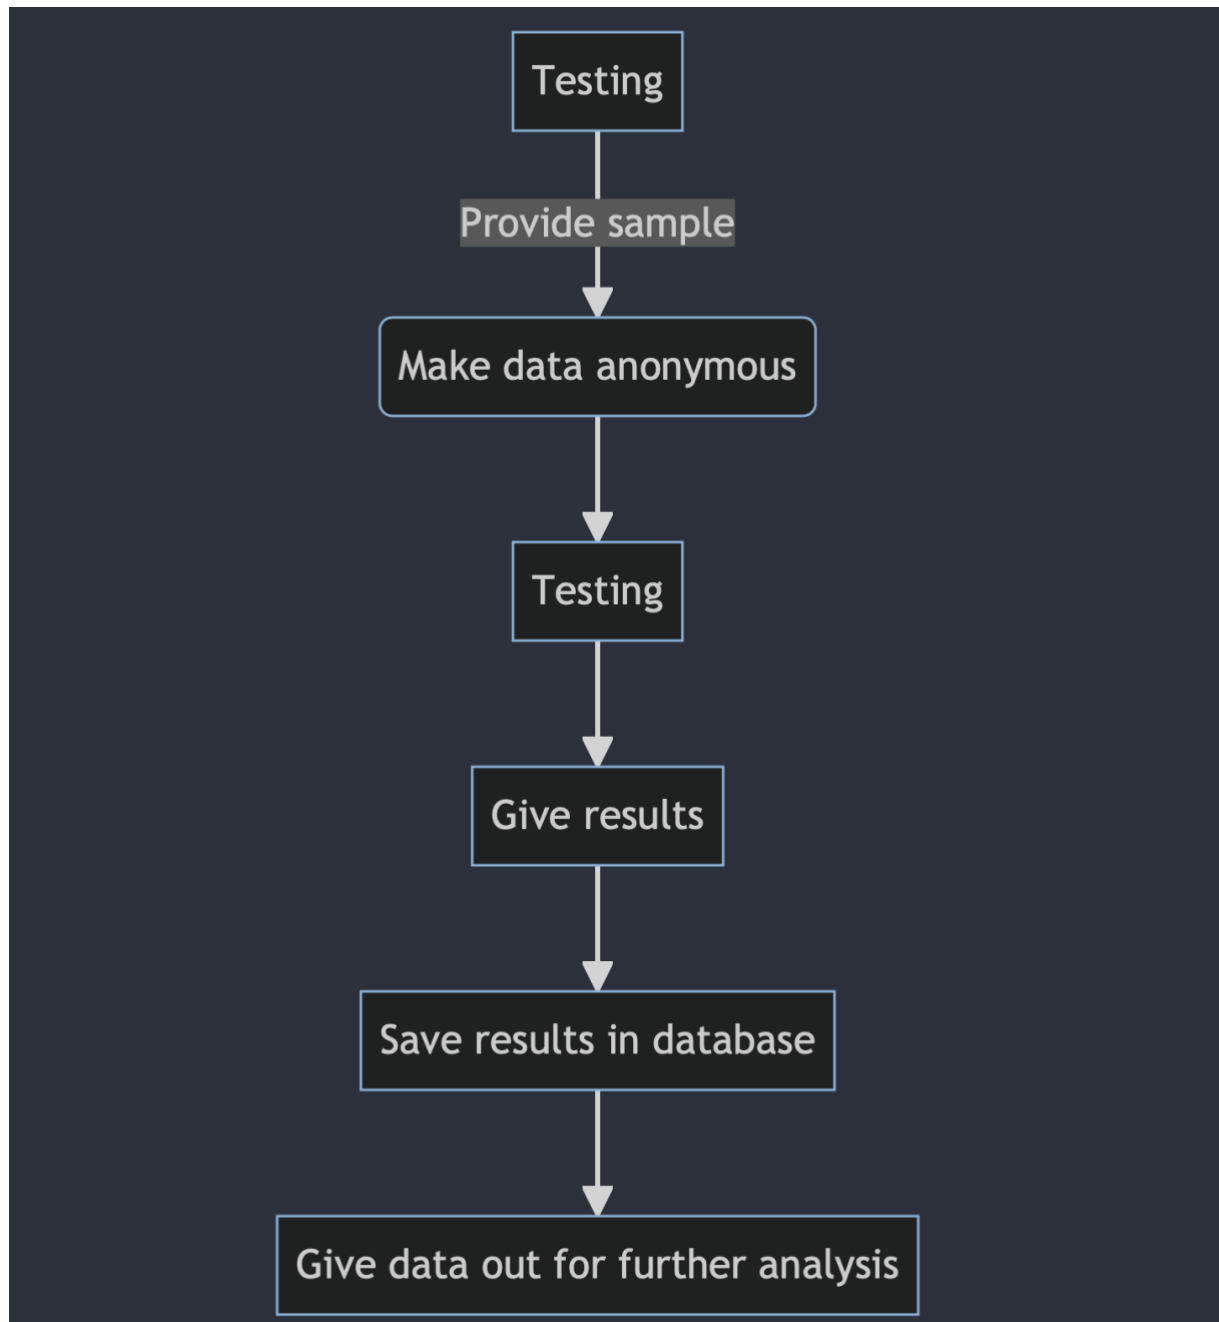 Testing
Provide sample
Make data anonymous
Testing
Give results
Save results in database
Give data out for further analysis